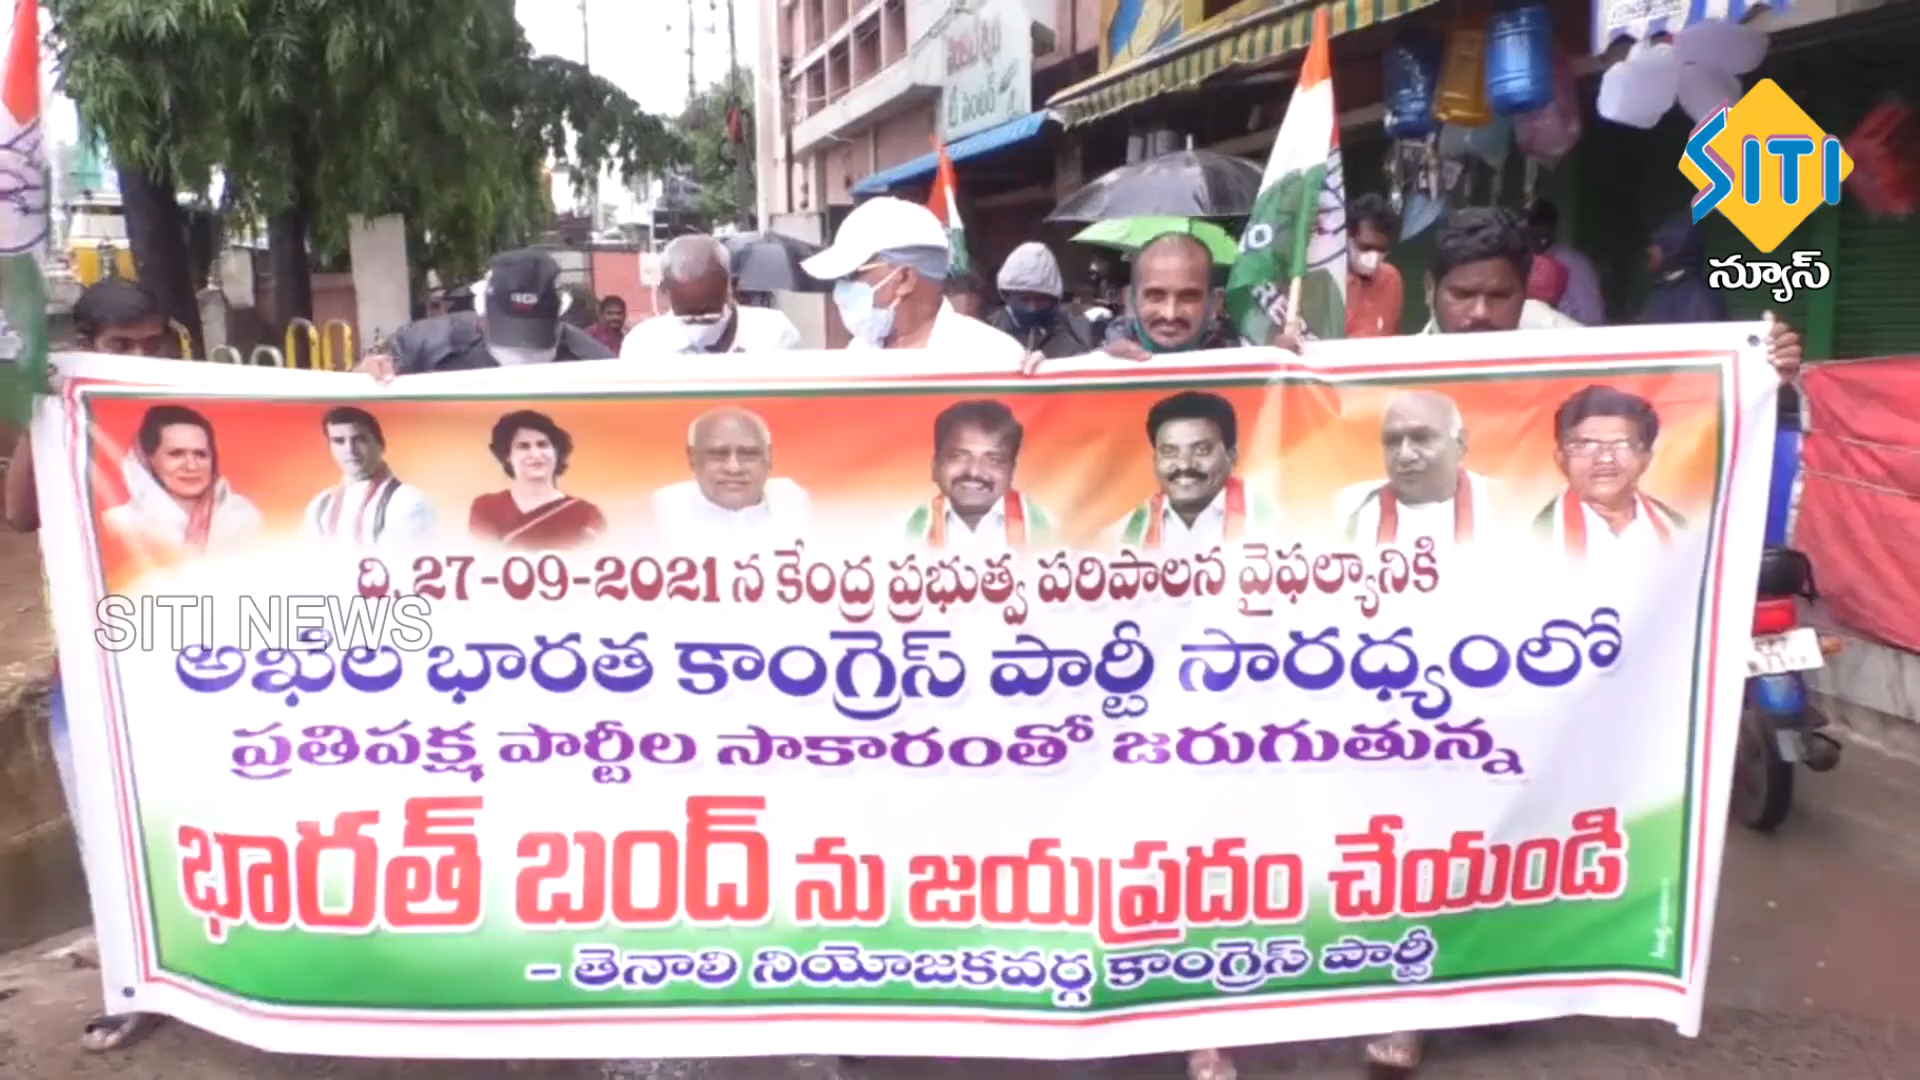 SITI
న్యూస్
టీ సెంటర్
ది. 27-09-2021 న కేంద్ర ప్రభుత్వ పరిపాలన వైఫల్యానికి
SITI NEWS
అఖిల భారత కాంగ్రెస్ పార్టీ సారధ్యంలో
ప్రతిపక్ష పార్టీల సాకారంతో జరుగుతున్న
భారత్ బంద్ ను జయప్రదం చేయండి
- తెనాలి నియోజకవర్గ కాంగ్రెస్ పార్టీ